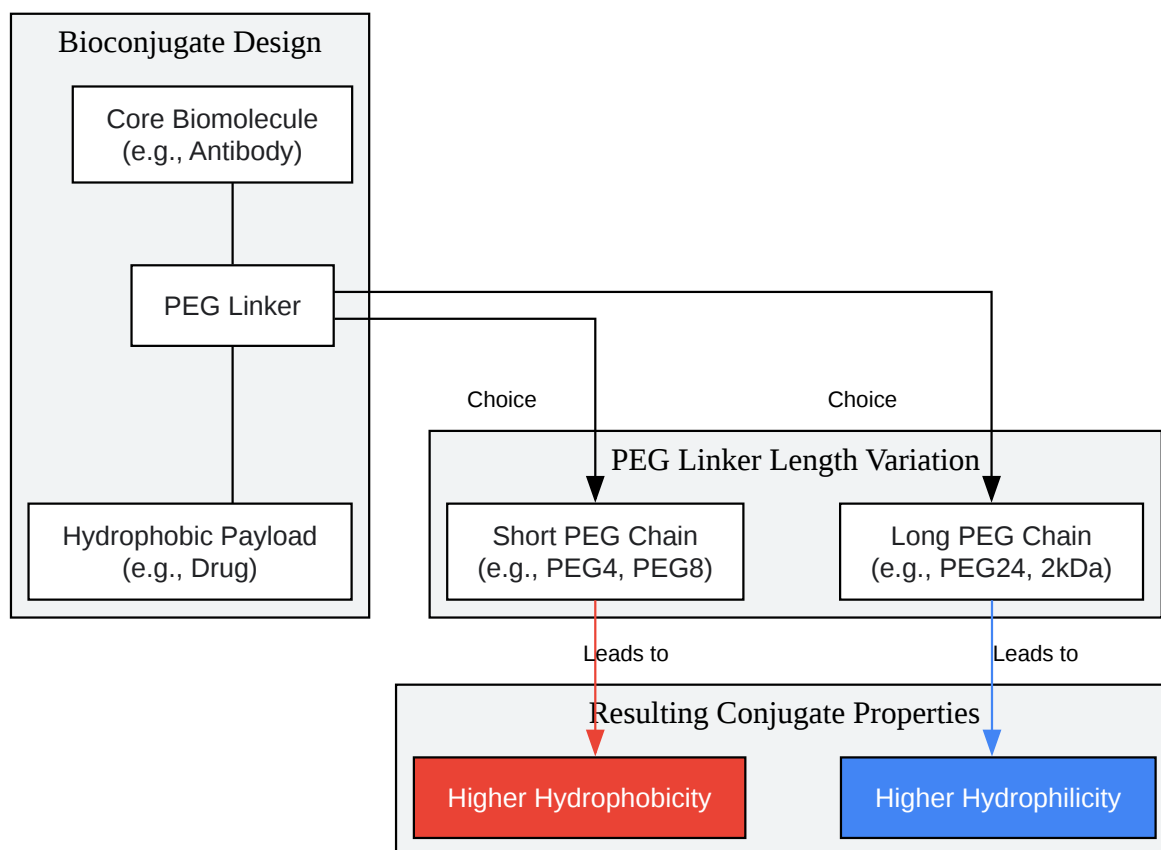 Bioconjugate Design
Core Biomolecule
(e.g., Antibody)
PEG Linker
Hydrophobic Payload
(e.g., Drug)
Choice
Choice
PEG Linker Length Variation
Short PEG Chain
(e.g., PEG4, PEG8)
Long PEG Chain
(e.g., PEG24, 2kDa)
Leads to
Leads to
Resulting Conjugate Properties
Higher Hydrophobicity
Higher Hydrophilicity